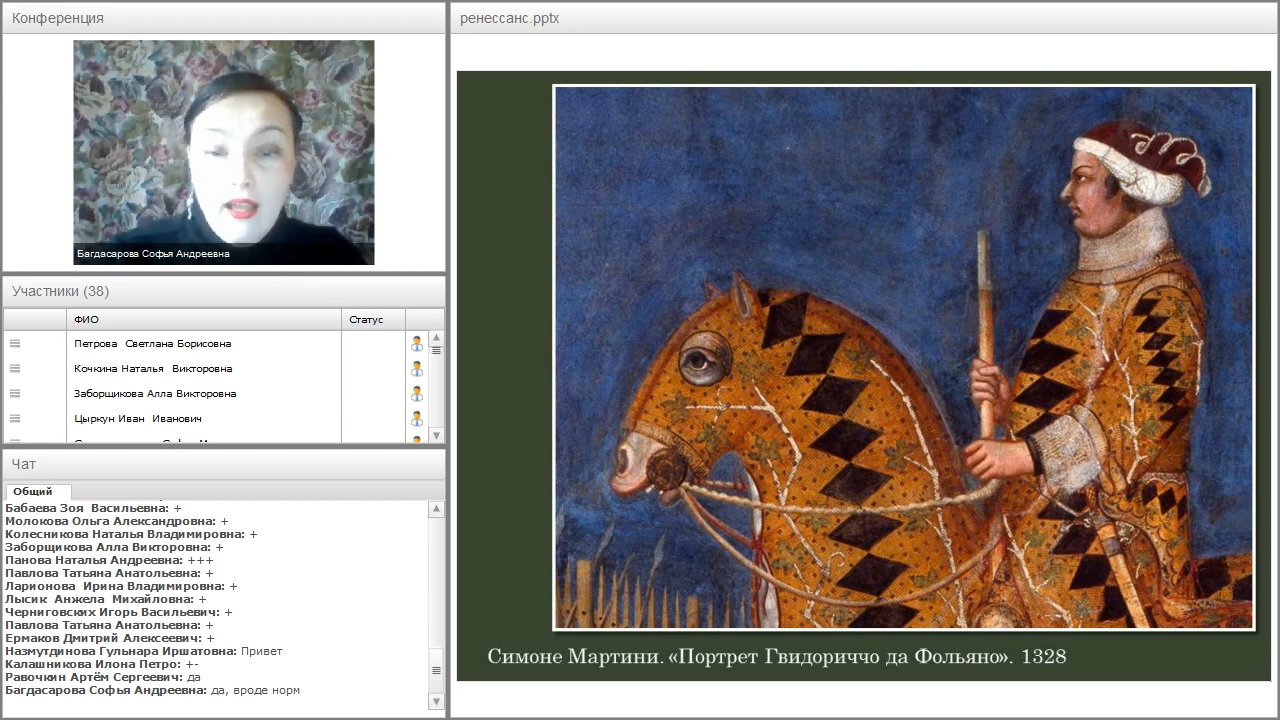 Конференция
Багдасарова Софья Андреевна
Участники (38)
ФИО
Статус
Петрова Светлана Борисовна
Кочкина Наталья Викторовна
Заборщикова Алла Викторовна
Цыркун Иван Иванович
Чат
Общий
Бабаева Зоя Васильевна: +
Молокова Ольга Александровна: +
Колесникова Наталья Владимировна: +
Заборщикова Алла Викторовна: +
Панова Наталья Андреевна: +++
Павлова Татьяна Анатольевна: +
Ларионова Ирина Владимировна: +
Лысик Анжела Михайловна: +
Черниговских Игорь Васильевич: +
Павлова Татьяна Анатольевна: +
Ермаков Дмитрий Алексеевич: +
Назмутдинова Гульнара Иршатовна: Привет
Калашникова Илона Петро: +-
Равочкин Артём Сергеевич: да
Багдасарова Софья Андреевна: да, вроде норм
ренессанс.pptx
Симоне Мартини. «Портрет Гвидориччо да Фольяно». 1328